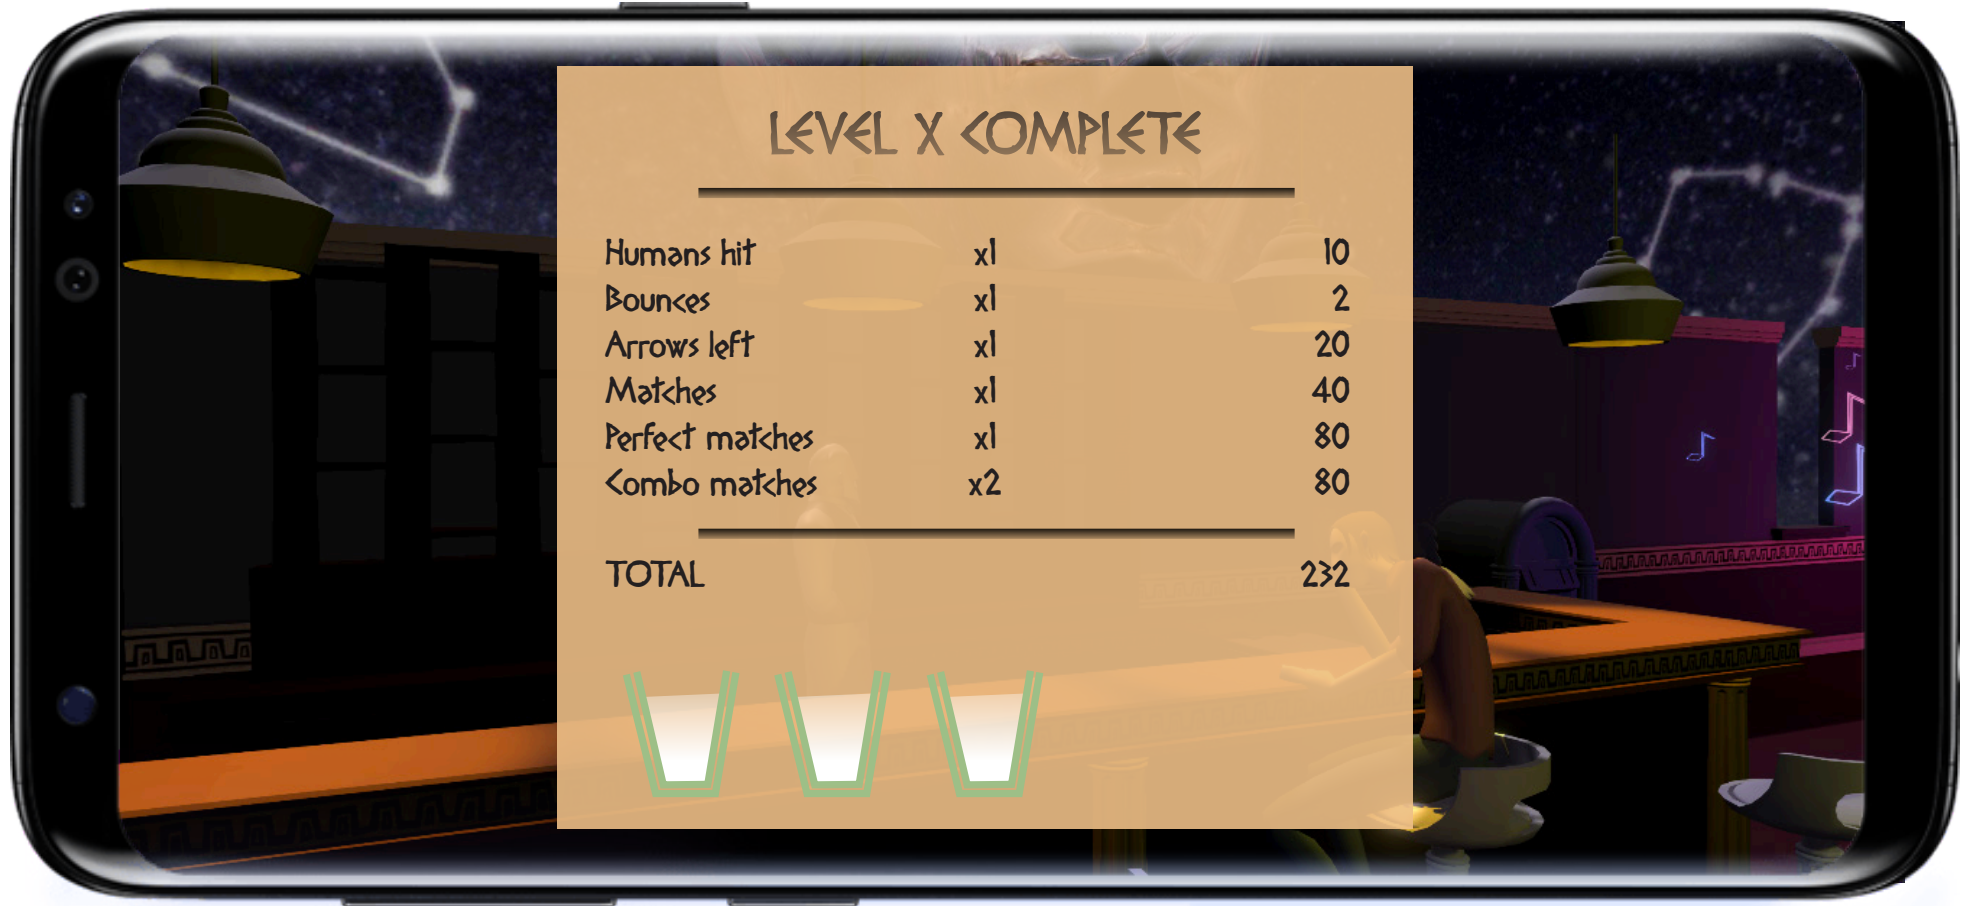 LEVEL X COMPLETE
Humans hit x1 10
Bounces x1 2
Arrows left x1 20
Matches x1 40
Perfect matches x1 80
Combo matches x2 80
TOTAL 232